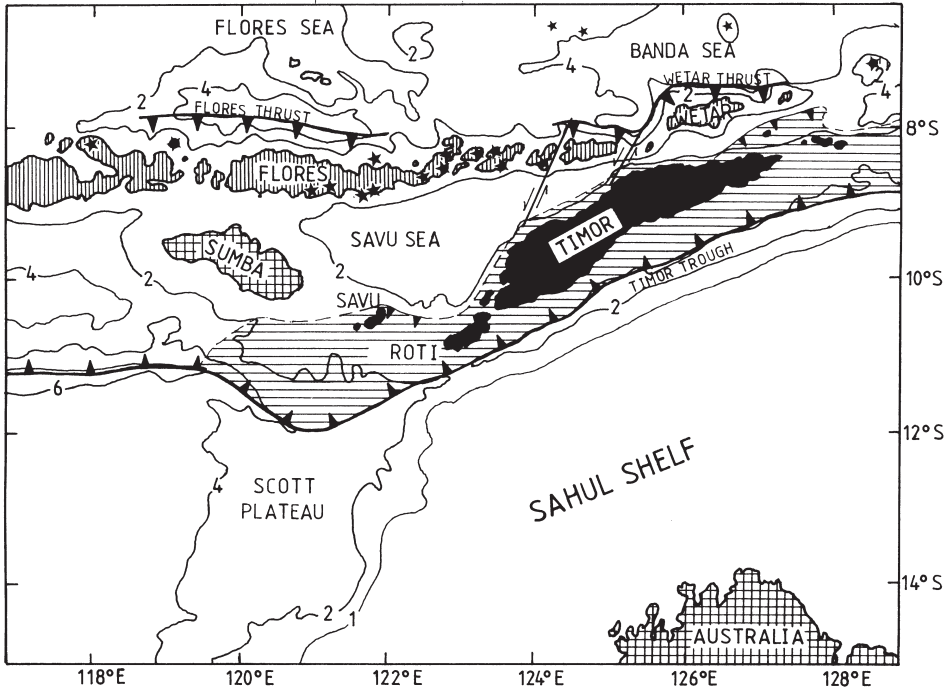 FLORES SEA
2
BANDA SEA
4
WETAR THRUST
2
4
2
4
FLORES THRUST
2
WETAR
8°S
FLORES
TIMOR
SAVU SEA
SUMBA
4
2
2
TIMOR TROUGH
10°S
SAVU
2
ROTI
6
12°S
SAHUL SHELF
4
SCOTT
PLATEAU
14°S
2
1
AUSTRALIA
118°E
120°E
122°E
124°E
126°E
128°E